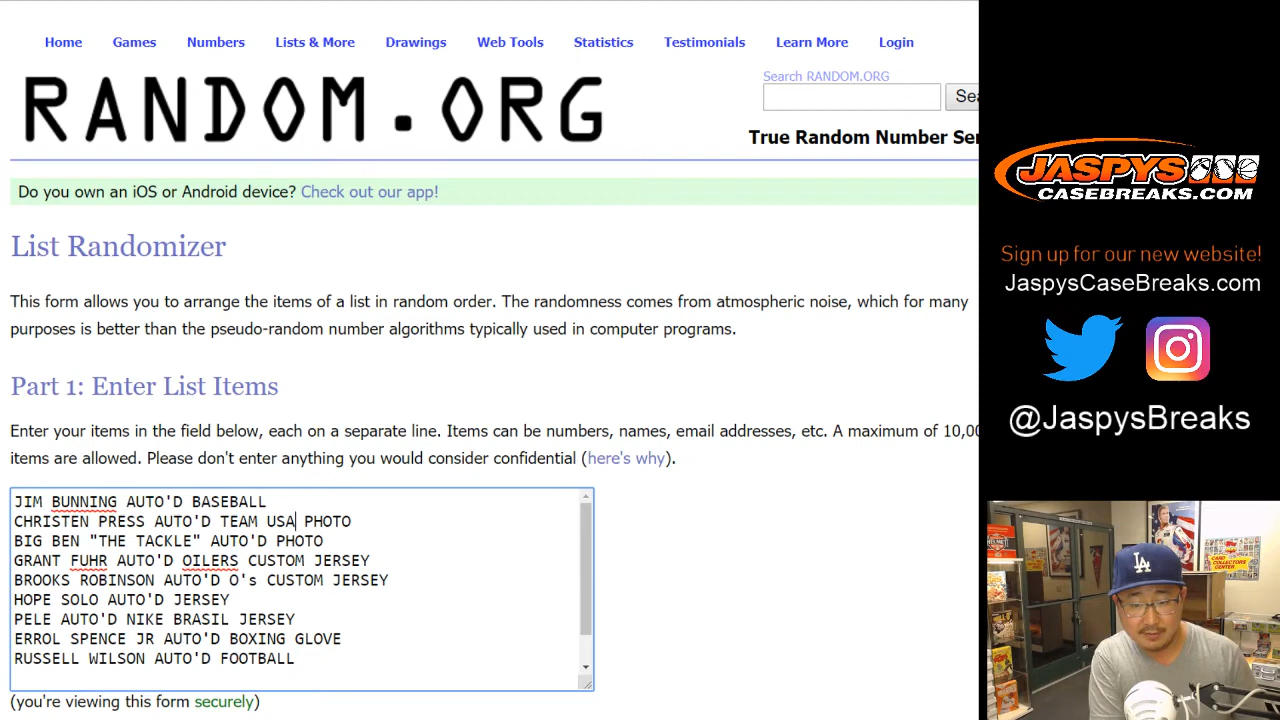 Home Games Numbers Lists & More Drawings Web Tools Statistics Testimonials Learn More Login
RANDOM.ORG
Search RANDOM.ORG
Sea
True Random Number Ser
Do you own an iOS or Android device? Check out our app!
List Randomizer
This form allows you to arrange the items of a list in random order. The randomness comes from atmospheric noise, which for many
purposes is better than the pseudo-random number algorithms typically used in computer programs.
Part 1: Enter List Items
Enter your items in the field below, each on a separate line. Items can be numbers, names, email addresses, etc. A maximum of 10,00
items are allowed. Please don't enter anything you would consider confidential (here's why).
JIM BUNNING AUTO'D BASEBALL
CHRISTEN PRESS AUTO'D TEAM USA PHOTO
BIG BEN "THE TACKLE" AUTO'D PHOTO
GRANT FUHR AUTO'D OILERS CUSTOM JERSEY
BROOKS ROBINSON AUTO'D O's CUSTOM JERSEY
HOPE SOLO AUTO'D JERSEY
PELE AUTO'D NIKE BRASIL JERSEY
ERROL SPENCE JR AUTO'D BOXING GLOVE
RUSSELL WILSON AUTO'D FOOTBALL
(you're viewing this form securely)
JASPYS
CASEBREAKS.COM
Sign up for our new website!
JaspysCaseBreaks.com
@JaspysBreaks
LA